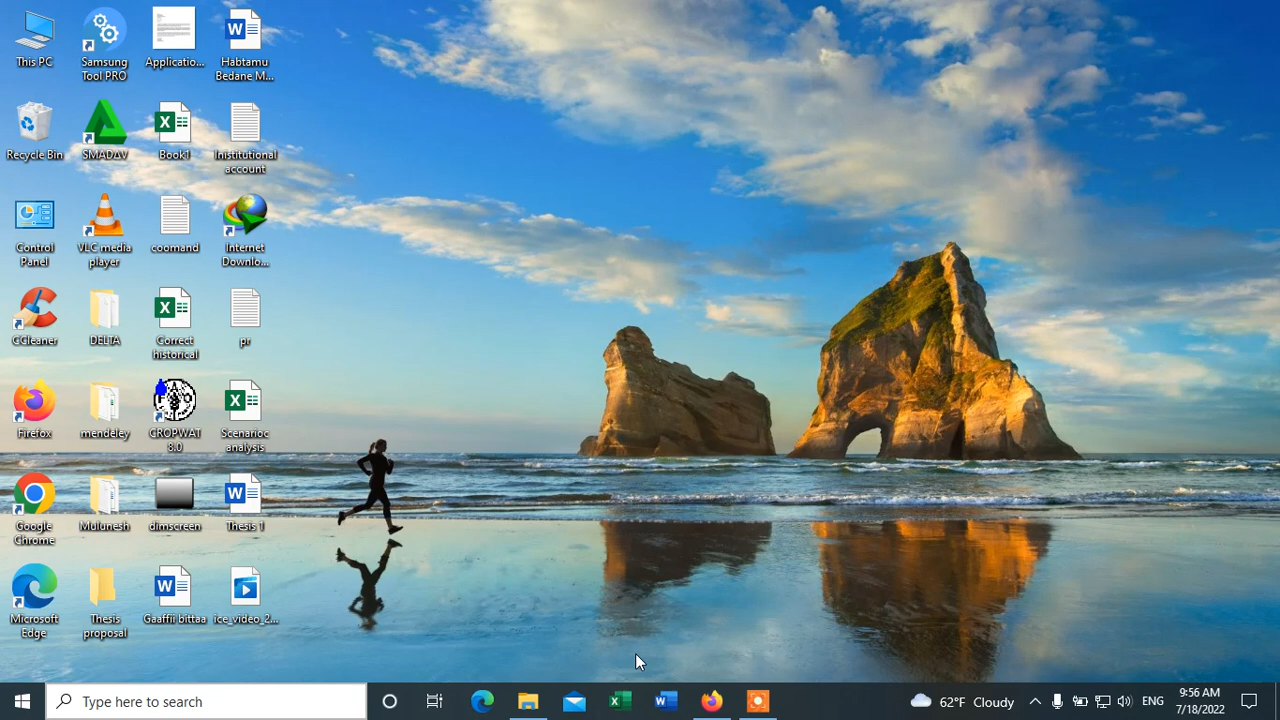 This PC
Samsung
Tool PRO
Applicatio...
Habtamu
Bedane M...
Recycle Bin
SMADAV
Book1
Inistitutional
account
Control
Panel
VLC media
player
coomand
Internet
Downlo...
CCleaner
DELTA
Correct
historical
pr
Firefox
mendeley
CROPWAT
8.0
Scenarioc
analysis
Google
Chrome
Mulunesh
dimscreen
Thesis 1
Microsoft
Edge
Thesis
proposal
Gaaffii bittaa
ice_video_2...
Type here to search
62°F Cloudy
ENG
9:56 AM
7/18/2022